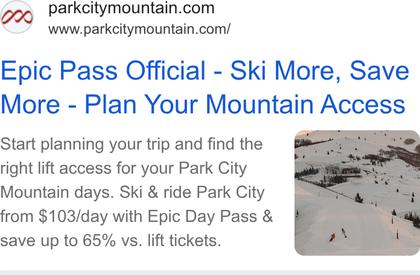 parkcitymountain.com
www.parkcitymountain.com/
Epic Pass Official - Ski More, Save
More - Plan Your Mountain Access
Start planning your trip and find the
right lift access for your Park City
Mountain days. Ski & ride Park City
from $103/day with Epic Day Pass &
save up to 65% vs. lift tickets.